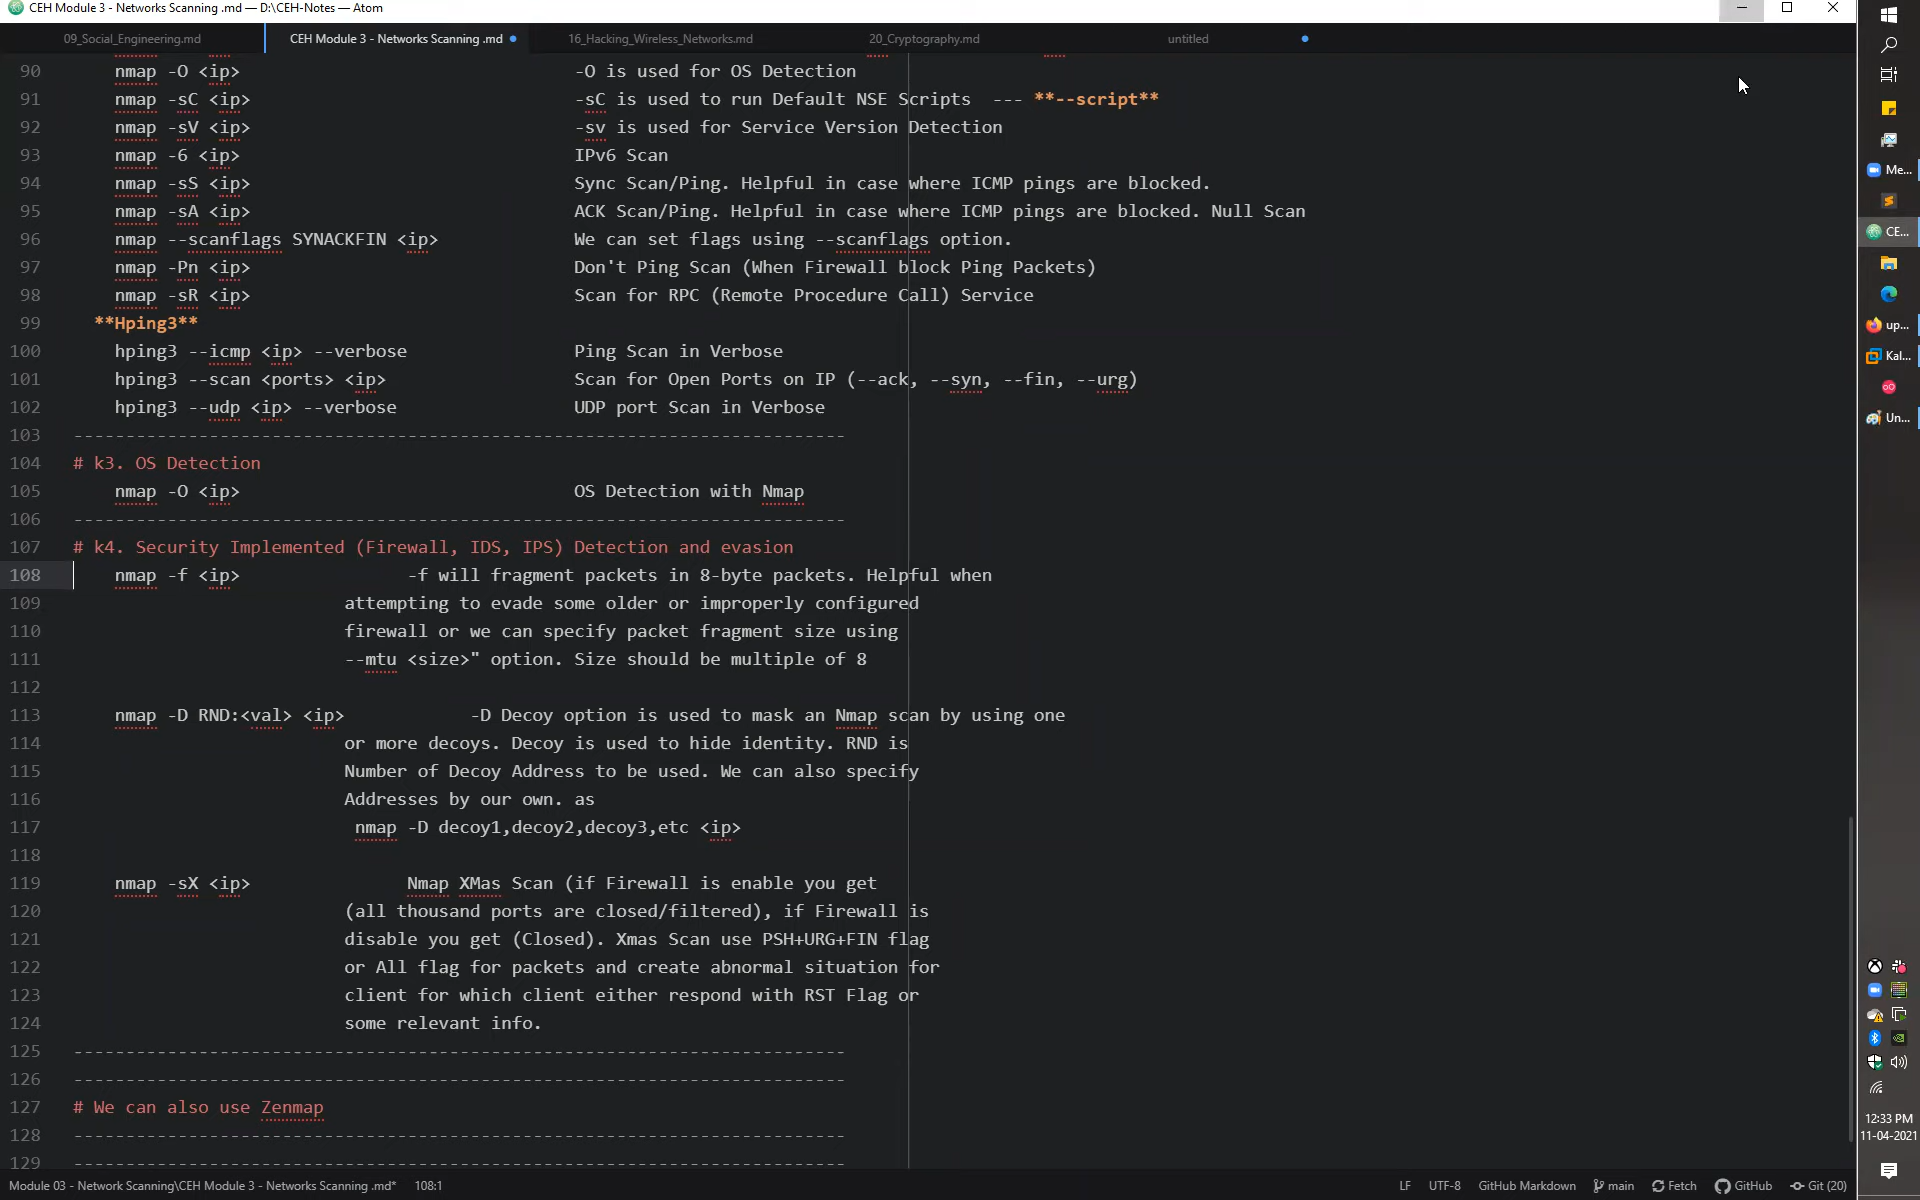 CEH Module 3 - Networks Scanning .md — D:\CEH-Notes — Atom
09_Social_Engineering.md
CEH Module 3 - Networks Scanning .md
16_Hacking_Wireless_Networks.md
20_Cryptography.md
untitled
90 nmap -O <ip> -O is used for OS Detection
91 nmap -sC <ip> -sC is used to run Default NSE Scripts --- **--script**
92 nmap -sV <ip> -sv is used for Service Version Detection
93 nmap -6 <ip> IPv6 Scan
94 nmap -sS <ip> Sync Scan/Ping. Helpful in case where ICMP pings are blocked.
95 nmap -sA <ip> ACK Scan/Ping. Helpful in case where ICMP pings are blocked. Null Scan
96 nmap --scanflags SYNACKFIN <ip> We can set flags using --scanflags option.
97 nmap -Pn <ip> Don't Ping Scan (When Firewall block Ping Packets)
98 nmap -sR <ip> Scan for RPC (Remote Procedure Call) Service
99 **Hping3**
100 hping3 --icmp <ip> --verbose Ping Scan in Verbose
101 hping3 --scan <ports> <ip> Scan for Open Ports on IP (--ack, --syn, --fin, --urg)
102 hping3 --udp <ip> --verbose UDP port Scan in Verbose
103 --------------------------------------------------------------------------
104 # k3. OS Detection
105 nmap -O <ip> OS Detection with Nmap
106 --------------------------------------------------------------------------
107 # k4. Security Implemented (Firewall, IDS, IPS) Detection and evasion
108 nmap -f <ip> -f will fragment packets in 8-byte packets. Helpful when
109 attempting to evade some older or improperly configured
110 firewall or we can specify packet fragment size using
111 --mtu <size>" option. Size should be multiple of 8
112
113 nmap -D RND:<val> <ip> -D Decoy option is used to mask an Nmap scan by using one
114 or more decoys. Decoy is used to hide identity. RND is
115 Number of Decoy Address to be used. We can also specify
116 Addresses by our own. as
117 nmap -D decoy1,decoy2,decoy3,etc <ip>
118
119 nmap -sX <ip> Nmap XMas Scan (if Firewall is enable you get
120 (all thousand ports are closed/filtered), if Firewall is
121 disable you get (Closed). Xmas Scan use PSH+URG+FIN flag
122 or All flag for packets and create abnormal situation for
123 client for which client either respond with RST Flag or
124 some relevant info.
125 --------------------------------------------------------------------------
126 --------------------------------------------------------------------------
127 # We can also use Zenmap
128 --------------------------------------------------------------------------
129 --------------------------------------------------------------------------
Module 03 - Network Scanning\CEH Module 3 - Networks Scanning .md* 108:1
LF UTF-8 GitHub Markdown main Fetch GitHub Git (20)
Me...
CE...
up...
Kal...
Un...
12:33 PM
11-04-2021